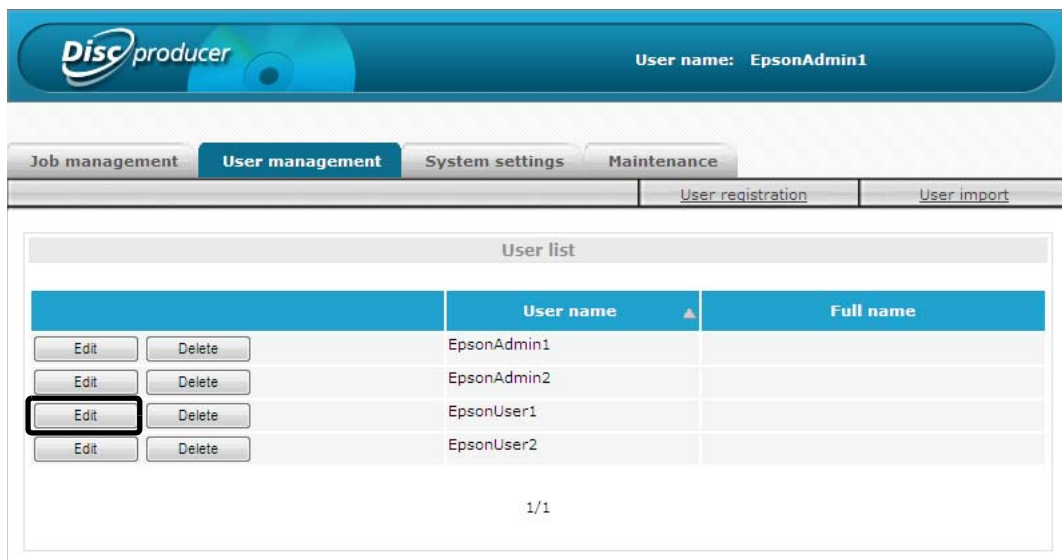 Disc producer
User name: EpsonAdmin1
Job management User management System settings Maintenance
User registration User import
User list
User name Full name
Edit Delete EpsonAdmin1
Edit Delete EpsonAdmin2
Edit Delete EpsonUser1
Edit Delete EpsonUser2
1/1